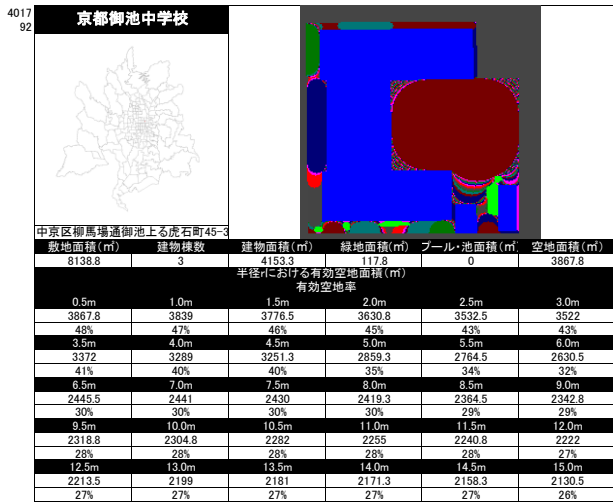 4017
92
京都御池中学校
中京区柳馬場通御池上る虎石町45-3
敷地面積(㎡) 建物棟数 建物面積(㎡) 緑地面積(㎡) プール・池面積(㎡ 空地面積(㎡)
8138.8 3 4153.3 117.8 0 3867.8
半径rにおける有効空地面積(㎡)
有効空地率
0.5m 1.0m 1.5m 2.0m 2.5m 3.0m
3867.8 3839 3776.5 3630.8 3532.5 3522
48% 47% 46% 45% 43% 43%
3.5m 4.0m 4.5m 5.0m 5.5m 6.0m
3372 3289 3251.3 2859.3 2764.5 2630.5
41% 40% 40% 35% 34% 32%
6.5m 7.0m 7.5m 8.0m 8.5m 9.0m
2445.5 2441 2430 2419.3 2364.5 2342.8
30% 30% 30% 30% 29% 29%
9.5m 10.0m 10.5m 11.0m 11.5m 12.0m
2318.8 2304.8 2282 2255 2240.8 2222
28% 28% 28% 28% 28% 27%
12.5m 13.0m 13.5m 14.0m 14.5m 15.0m
2213.5 2199 2181 2171.3 2158.3 2130.5
27% 27% 27% 27% 27% 26%